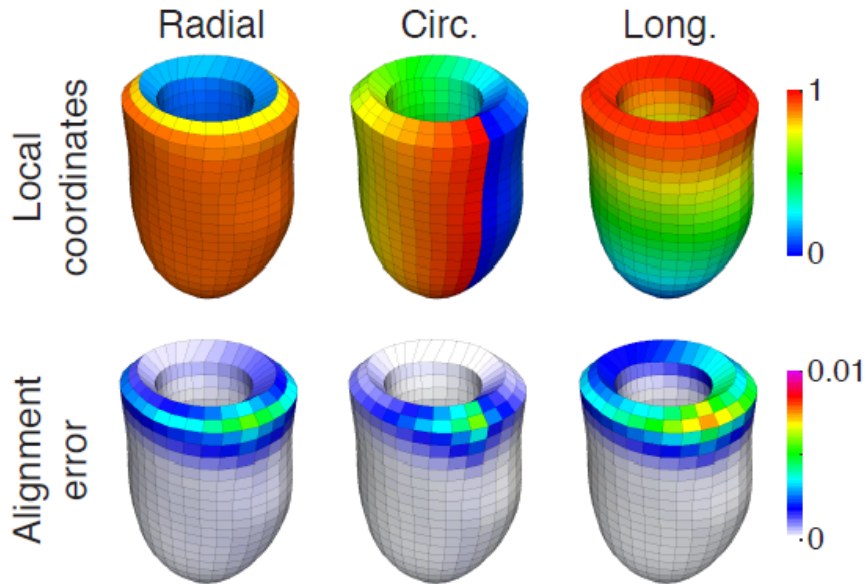 Radial Circ. Long.
Local
coordinates
1
0
Alignment
error
0.01
0